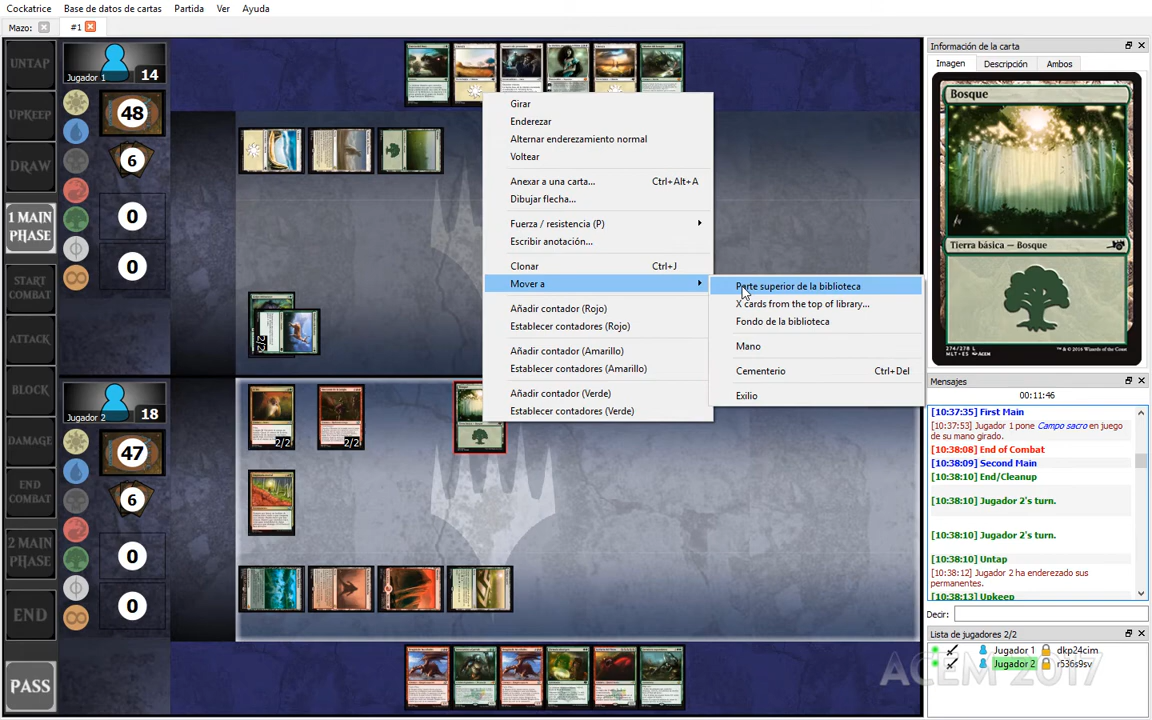 Cockatrice Base de datos de cartas Partida Ver Ayuda
Mazo: #1
UNTAP
UPKEEP
DRAW
1 MAIN
PHASE
START
COMBAT
ATTACK
BLOCK
DAMAGE
END
COMBAT
2 MAIN
PHASE
END
PASS
Jugador 1 14
48
6
0
0
2/2
Jugador 2 18
47
6
0
0
2/2
2/2
Girar
Enderezar
Alternar enderezamiento normal
Voltear
Anexar a una carta... Ctrl+Alt+A
Dibujar flecha...
Fuerza / resistencia (P)
Escribir anotación...
Clonar Ctrl+J
Mover a
Añadir contador (Rojo)
Establecer contadores (Rojo)
Añadir contador (Amarillo)
Establecer contadores (Amarillo)
Añadir contador (Verde)
Establecer contadores (Verde)
Parte superior de la biblioteca
X cards from the top of library...
Fondo de la biblioteca
Mano
Cementerio Ctrl+Del
Exilio
Información de la carta
Imagen Descripción Ambos
Bosque
Tierra básica — Bosque
274/278 L
Mensajes
00:11:46
[10:37:35] First Main
[10:37:53] Jugador 1 pone Campo sacro en juego
de su mano girado.
[10:38:08] End of Combat
[10:38:09] Second Main
[10:38:10] End/Cleanup
[10:38:10] Jugador 2's turn.
[10:38:10] Jugador 2's turn.
[10:38:10] Untap
[10:38:12] Jugador 2 ha enderezado sus
permanentes.
[10:38:13] Upkeep
Decir:
Lista de jugadores 2/2
Jugador 1 dkp24cim
Jugador 2 r536s9sv
ACEM 2017